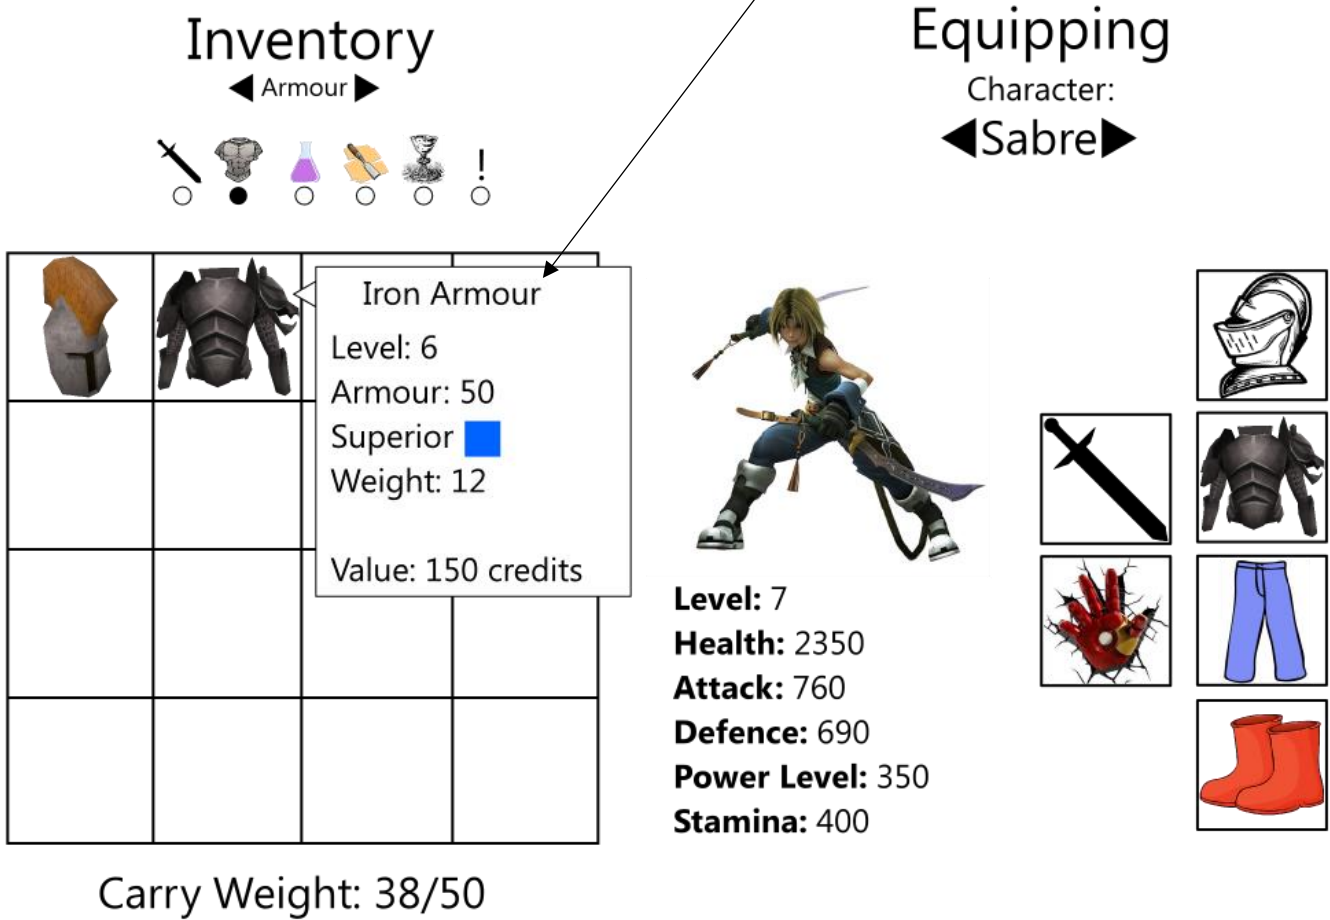 Inventory
Armour
!
Iron Armour
Level: 6
Armour: 50
Superior
Weight: 12
Value: 150 credits
Carry Weight: 38/50
Equipping
Character:
Sabre
Level: 7
Health: 2350
Attack: 760
Defence: 690
Power Level: 350
Stamina: 400